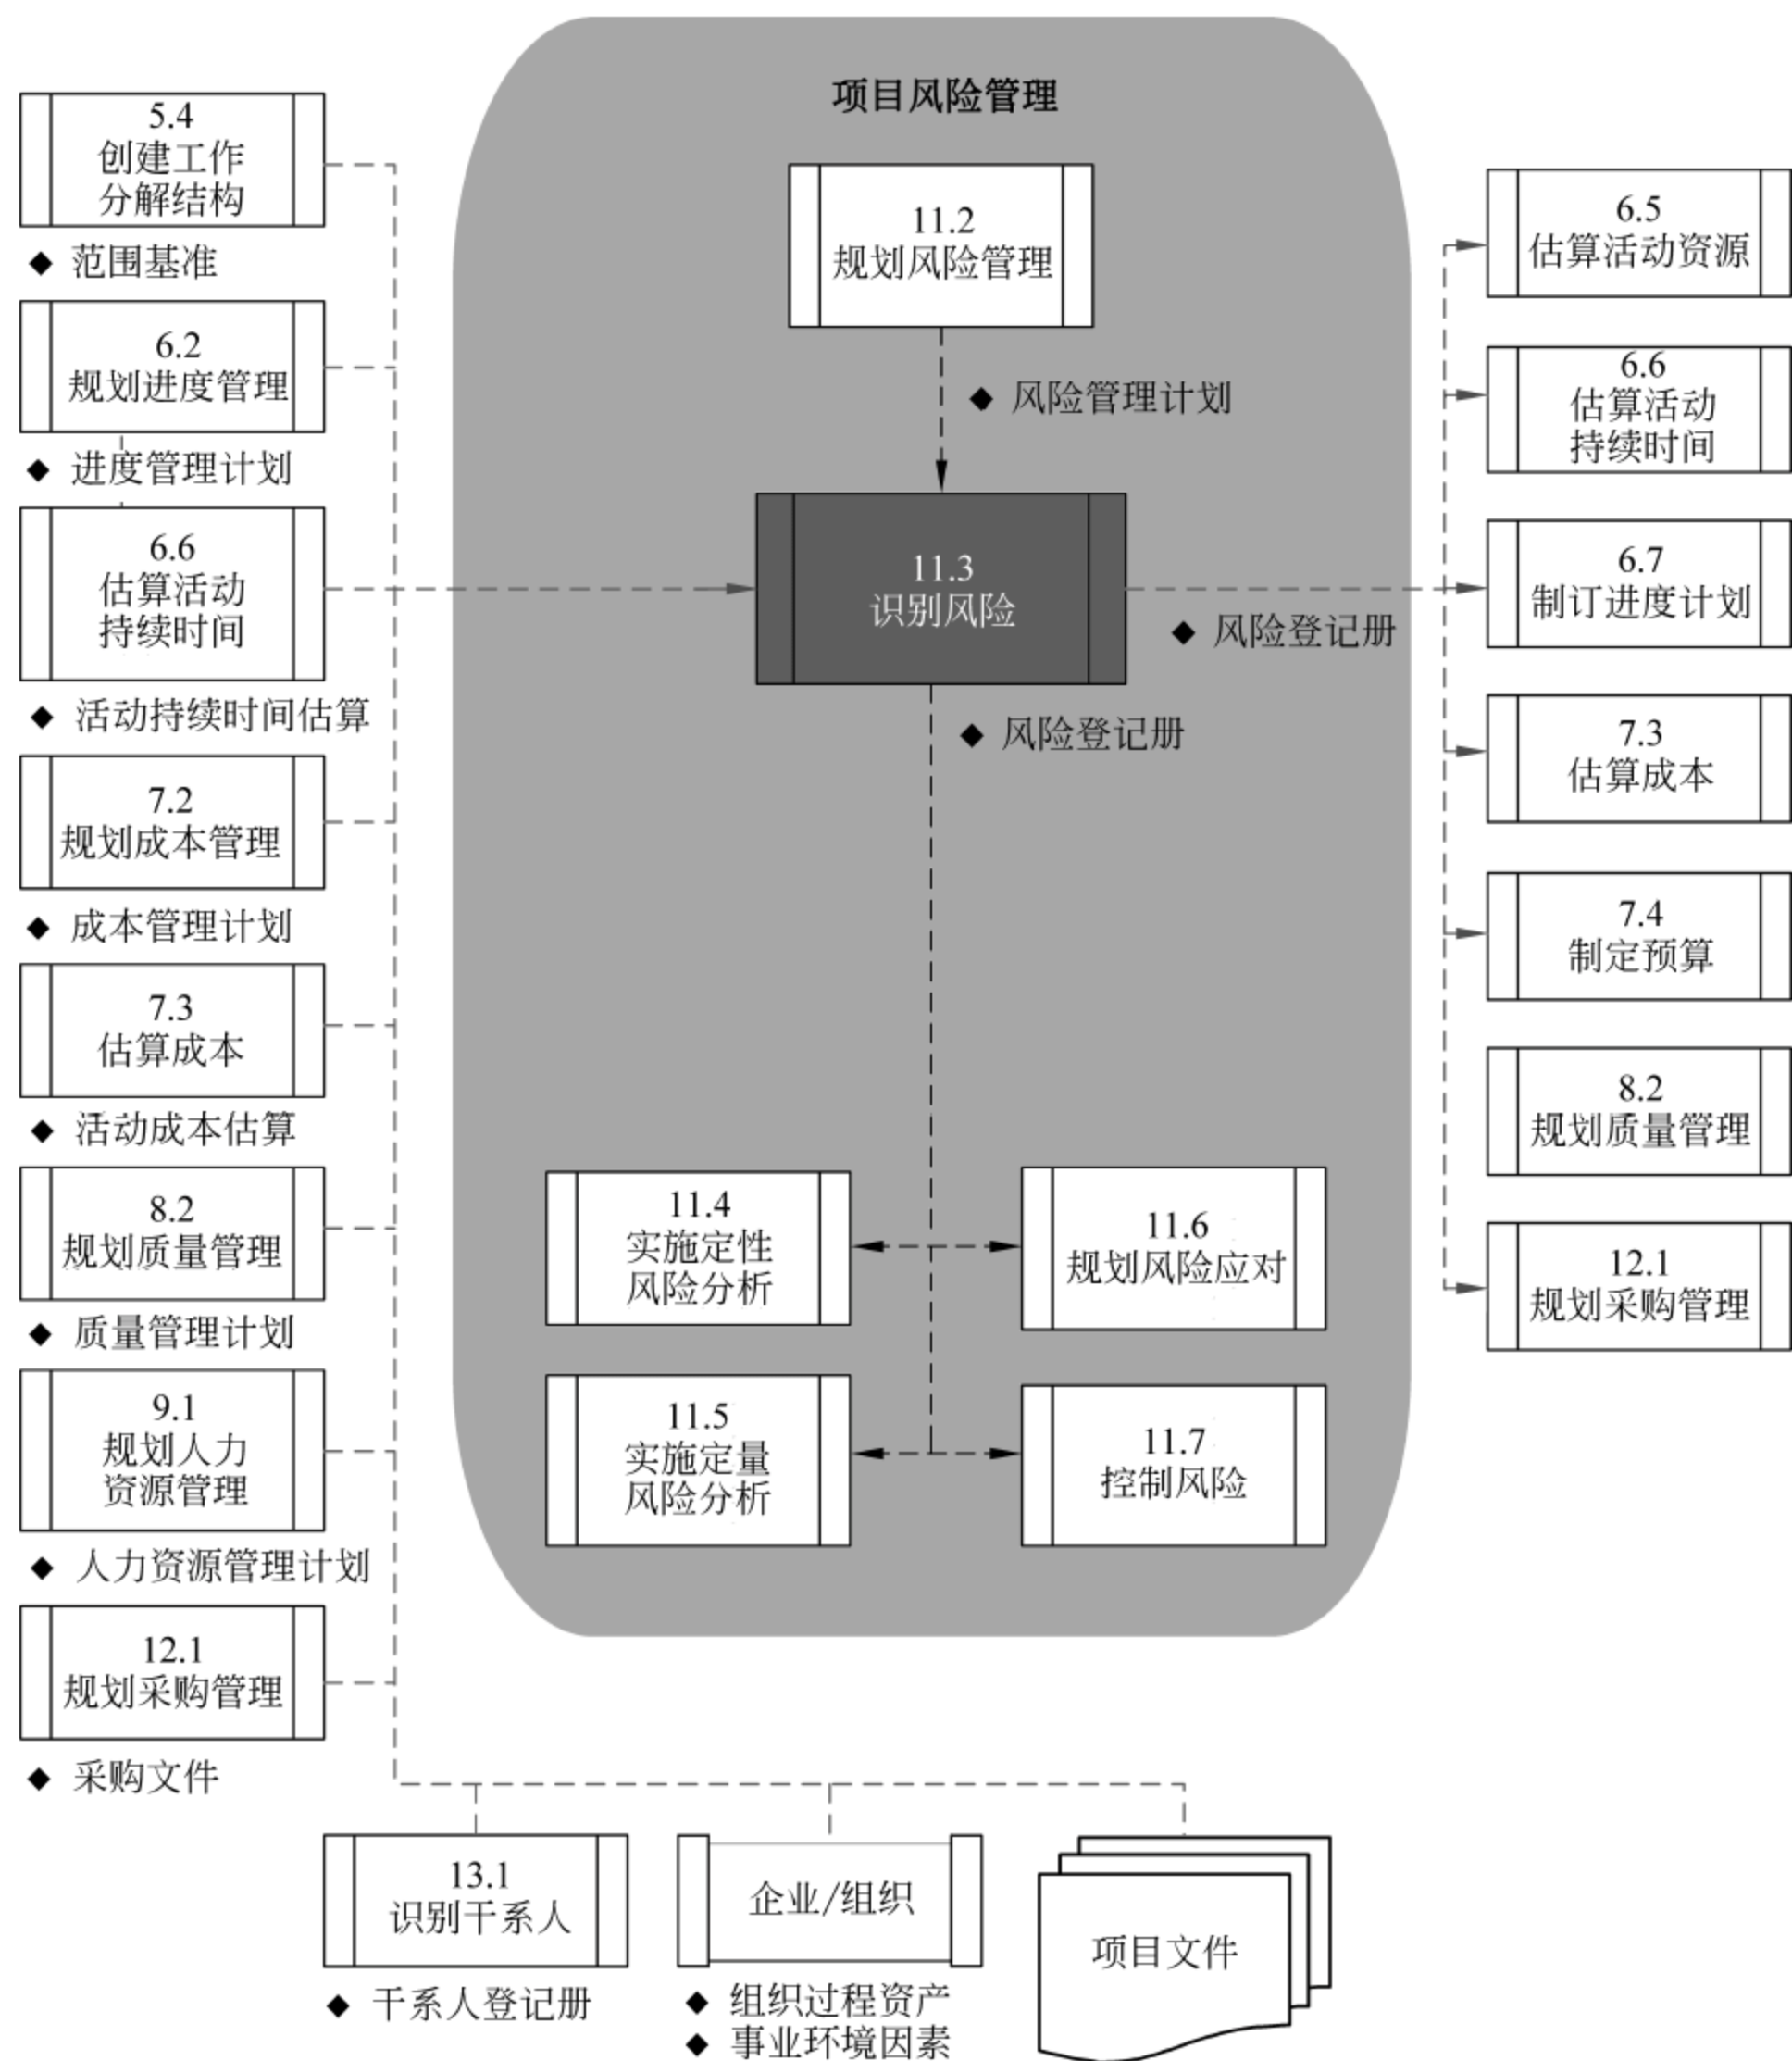 项目风险管理
5.4
创建工作
分解结构
◆ 范围基准
6.2
规划进度管理
◆ 进度管理计划
6.6
估算活动
持续时间
◆ 活动持续时间估算
7.2
规划成本管理
◆ 成本管理计划
7.3
估算成本
◆ 活动成本估算
8.2
规划质量管理
◆ 质量管理计划
9.1
规划人力
资源管理
◆ 人力资源管理计划
12.1
规划采购管理
◆ 采购文件
11.2
规划风险管理
◆ 风险管理计划
11.3
识别风险
◆ 风险登记册
◆ 风险登记册
11.4
实施定性
风险分析
11.6
规划风险应对
11.5
实施定量
风险分析
11.7
控制风险
6.5
估算活动资源
6.6
估算活动
持续时间
6.7
制订进度计划
7.3
估算成本
7.4
制定预算
8.2
规划质量管理
12.1
规划采购管理
13.1
识别干系人
◆ 干系人登记册
企业/组织
◆ 组织过程资产
◆ 事业环境因素
项目文件